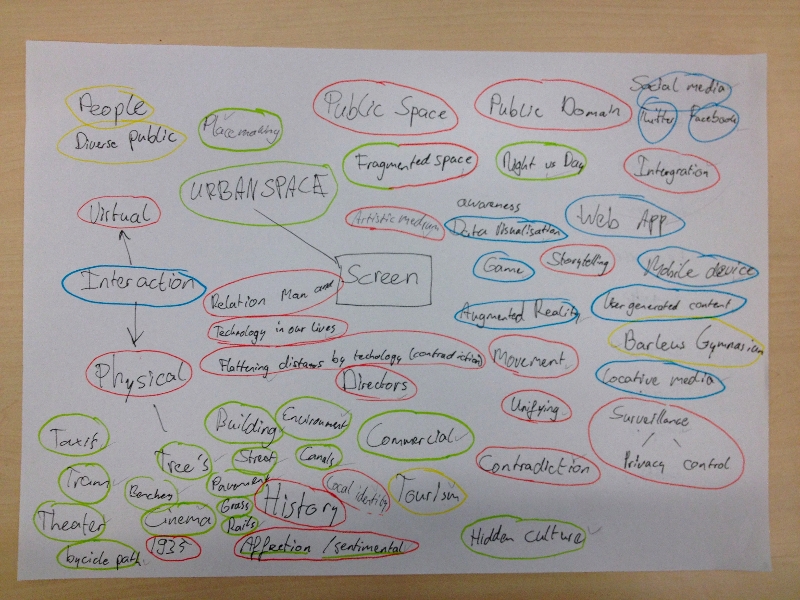 People
Diverse public
Placemaking
Public Space
Public Domain
Social media
Twitter
Facebook
Fragmented space
Night vs Day
Intergration
URBAN SPACE
Virtual
Artistic medium
awareness
Data Visualisation
Web App
Interaction
Screen
Game
Storytelling
Mobile device
Relation Man and
Technology in our lives
Flattening distans by techology (contradiction)
Augmented Reality
User generated content
Barleus Gymnasium
Physical
Directors
Movement
Locative media
Unifying
Surveillance
Privacy control
Building
Environment
Commercial
Taxis
Tree's
Street
Canals
Contradiction
Tram
Benches
Pavement
History
Local identity
Tourism
Theater
Cinema
Grass
Rails
1935
Affection / sentimental
Hidden culture
bycicle path